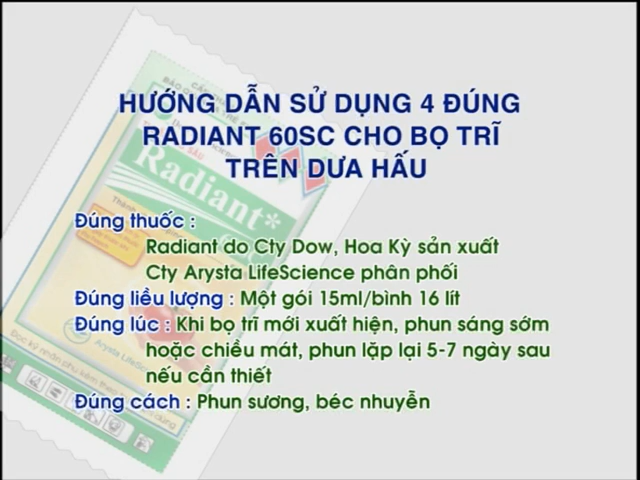 HƯỚNG DẪN SỬ DỤNG 4 ĐÚNG
RADIANT 60SC CHO BỌ TRĨ
TRÊN DƯA HẤU
Đúng thuốc :
Radiant do Cty Dow, Hoa Kỳ sản xuất
Cty Arysta LifeScience phân phối
Đúng liều lượng : Một gói 15ml/bình 16 lít
Đúng lúc : Khi bọ trĩ mới xuất hiện, phun sáng sớm
hoặc chiều mát, phun lặp lại 5-7 ngày sau
nếu cần thiết
Đúng cách : Phun sương, béc nhuyễn
Radiant*
Arysta LifeScience